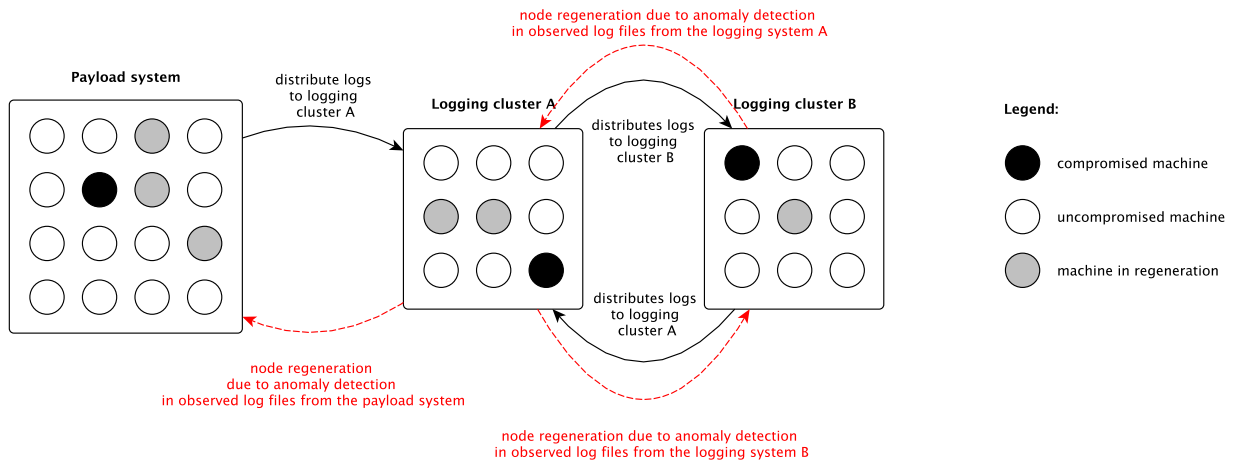 node regeneration due to anomaly detection
in observed log files from the logging system A
Payload system
distribute logs
to logging
cluster A
Logging cluster A
Logging cluster B
Legend:
distributes logs
to logging
cluster B
compromised machine
uncompromised machine
machine in regeneration
distributes logs
to logging
cluster A
node regeneration
due to anomaly detection
in observed log files from the payload system
node regeneration due to anomaly detection
in observed log files from the logging system B